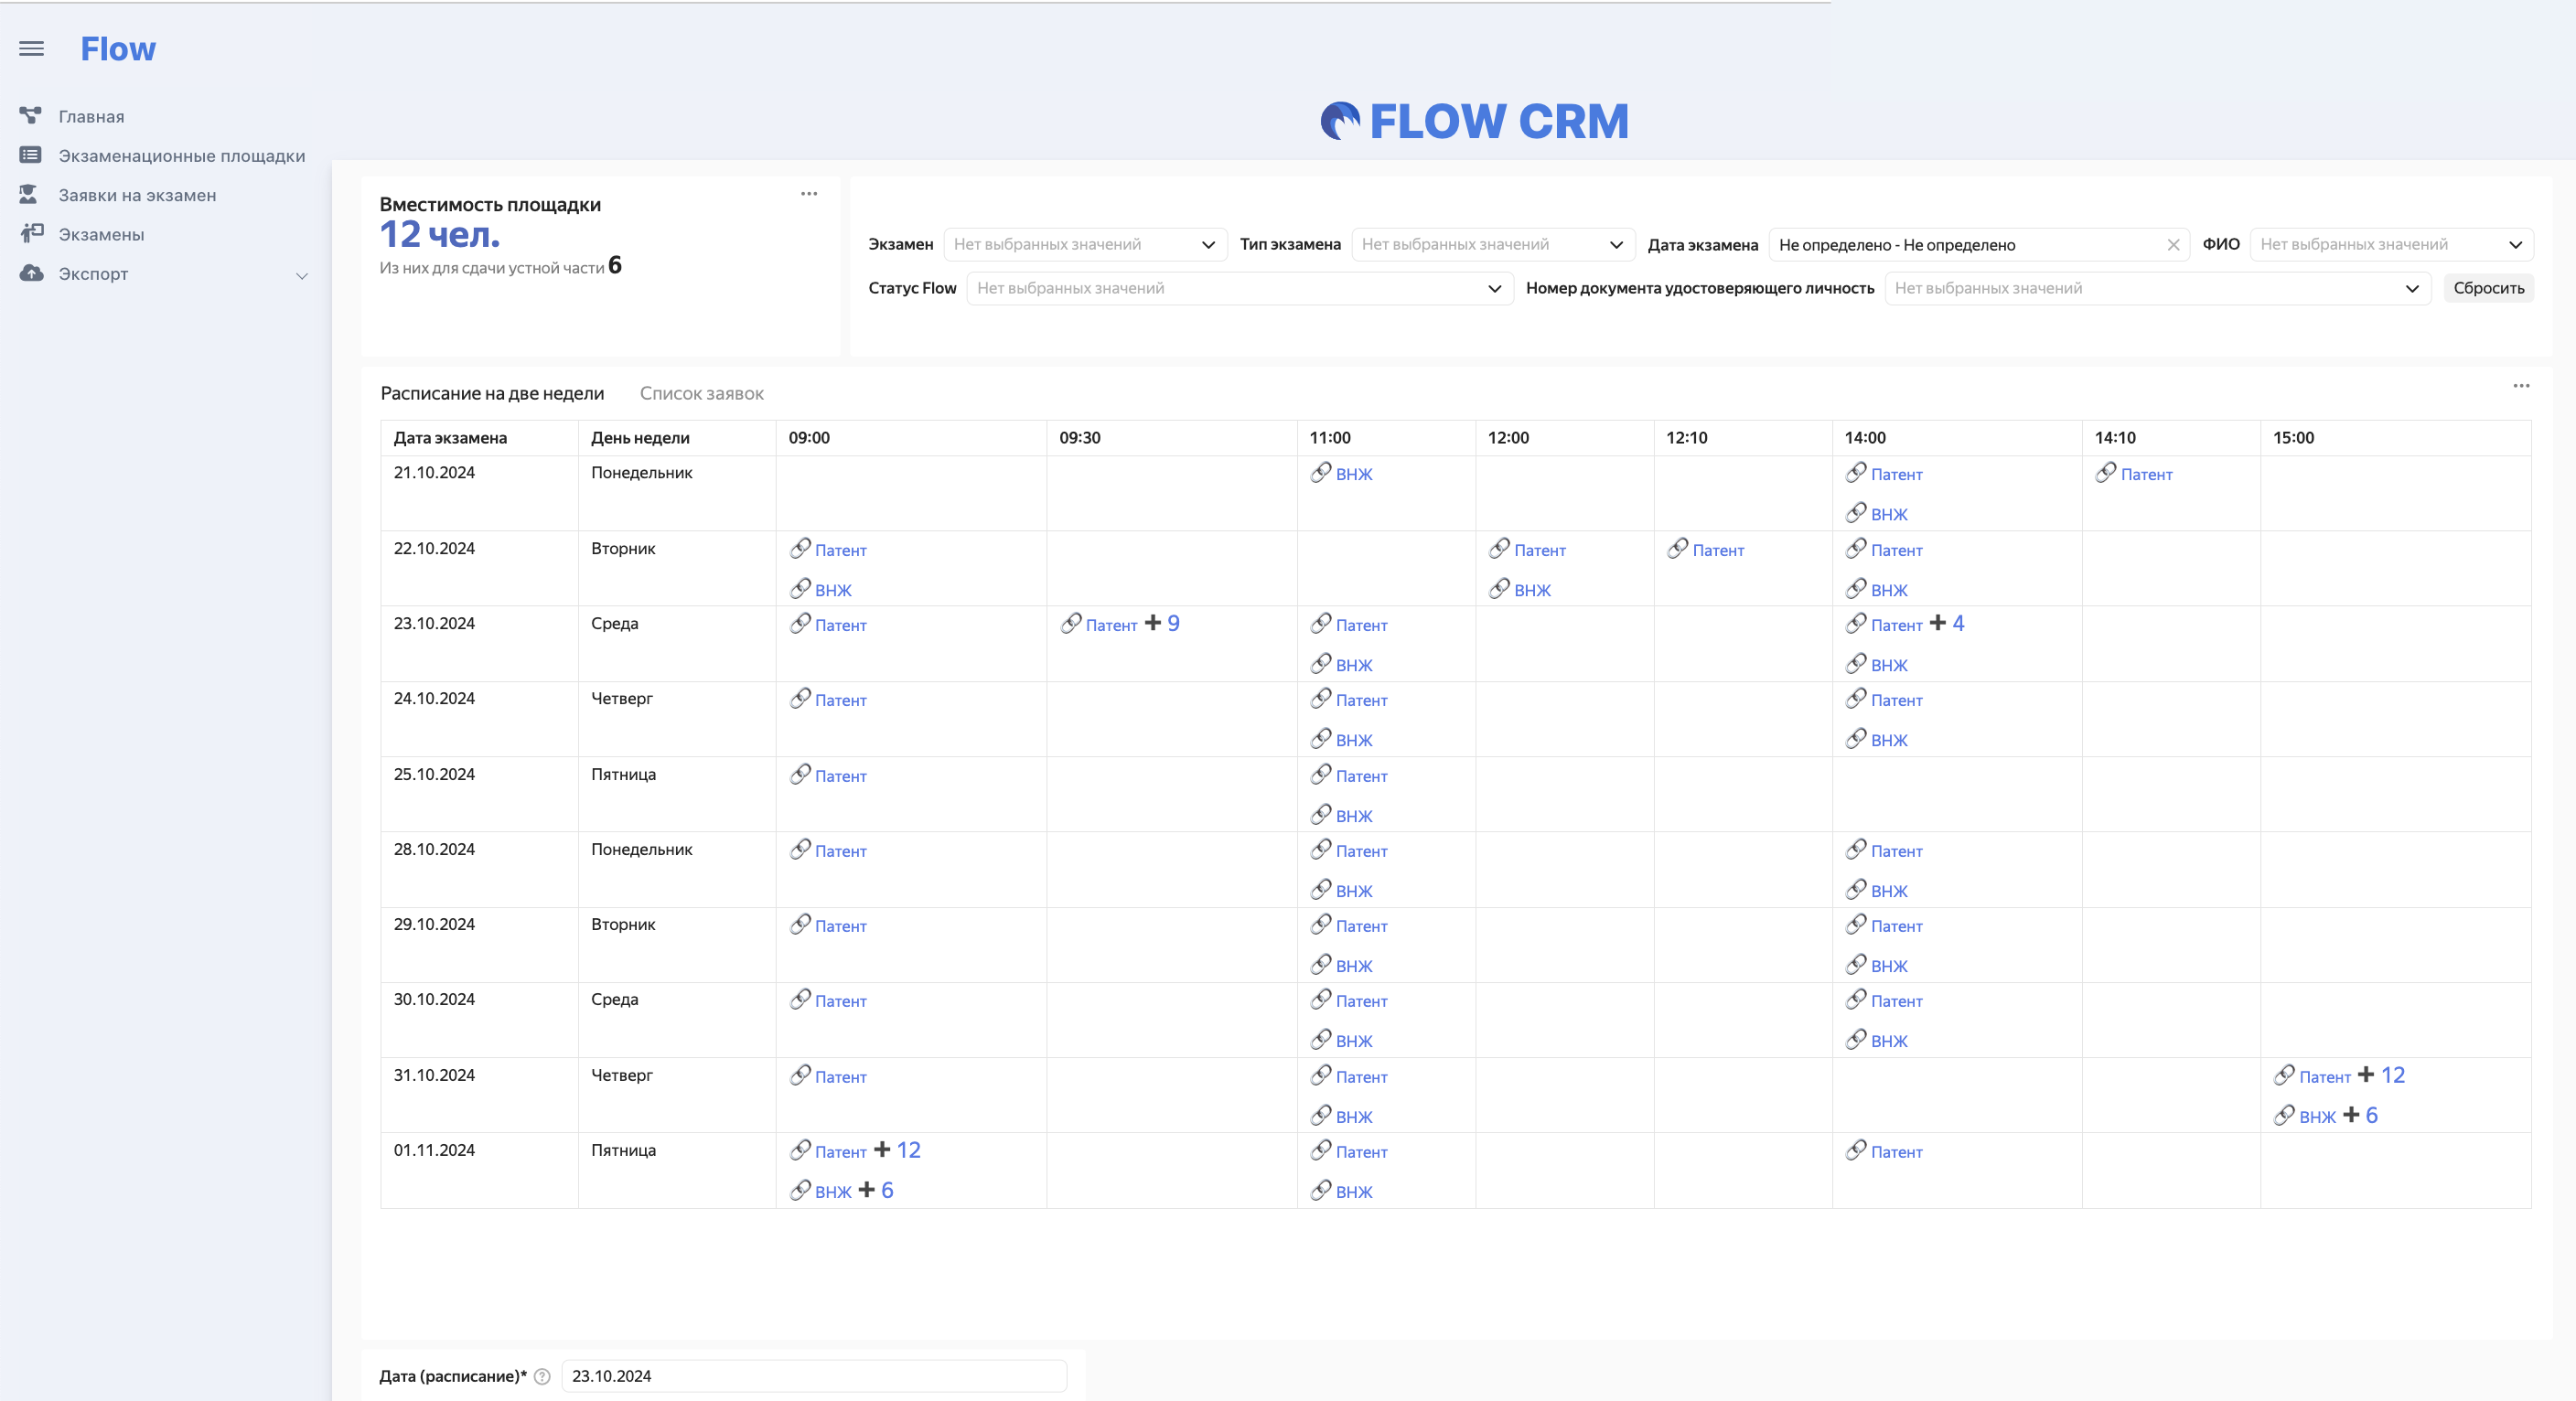 Flow
Главная
Экзаменационные площадки
Заявки на экзамен
Экзамены
Экспорт
FLOW CRM
Вместимость площадки
12 чел.
Из них для сдачи устной части 6
Экзамен Нет выбранных значений Тип экзамена Нет выбранных значений Дата экзамена Не определено - Не определено ФИО Нет выбранных значений
Статус Flow Нет выбранных значений Номер документа удостоверяющего личность Нет выбранных значений Сбросить
Расписание на две недели Список заявок
Дата экзамена День недели 09:00 09:30 11:00 12:00 12:10 14:00 14:10 15:00
21.10.2024 Понедельник ВНЖ Патент Патент
ВНЖ
22.10.2024 Вторник Патент Патент Патент Патент
ВНЖ ВНЖ ВНЖ
23.10.2024 Среда Патент Патент + 9 Патент Патент + 4
ВНЖ ВНЖ
24.10.2024 Четверг Патент Патент Патент
ВНЖ ВНЖ
25.10.2024 Пятница Патент Патент
ВНЖ
28.10.2024 Понедельник Патент Патент Патент
ВНЖ ВНЖ
29.10.2024 Вторник Патент Патент Патент
ВНЖ ВНЖ
30.10.2024 Среда Патент Патент Патент
ВНЖ ВНЖ
31.10.2024 Четверг Патент Патент Патент + 12
ВНЖ ВНЖ + 6
01.11.2024 Пятница Патент + 12 Патент Патент
ВНЖ + 6 ВНЖ
Дата (расписание)* ? 23.10.2024